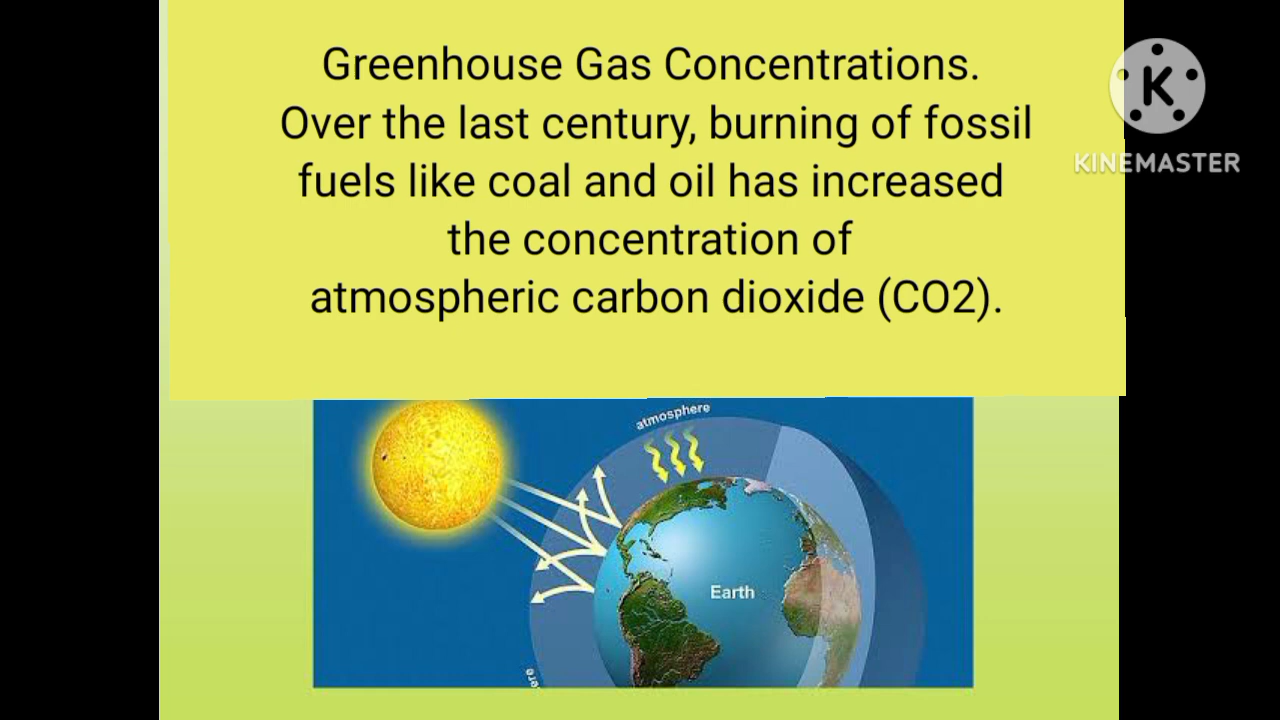 Greenhouse Gas Concentrations.
Over the last century, burning of fossil
fuels like coal and oil has increased
the concentration of
atmospheric carbon dioxide (CO2).
K
KINEMASTER
atmosphere
Earth